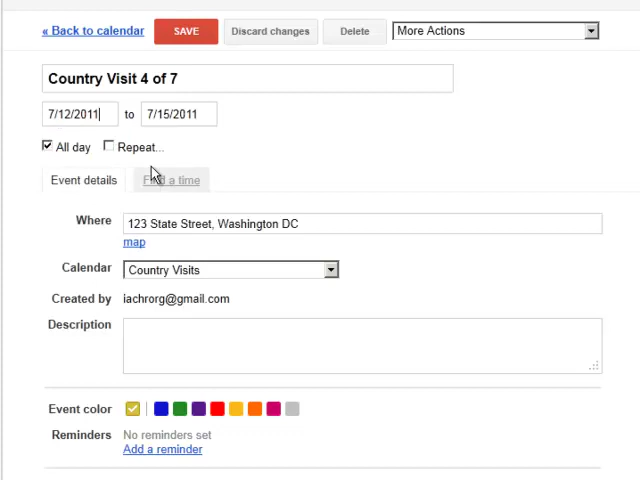 « Back to calendar SAVE Discard changes Delete More Actions
Country Visit 4 of 7
7/12/2011 to 7/15/2011
All day Repeat...
Event details Find a time
Where 123 State Street, Washington DC
map
Calendar Country Visits
Created by iachrorg@gmail.com
Description
Event color
Reminders No reminders set
Add a reminder